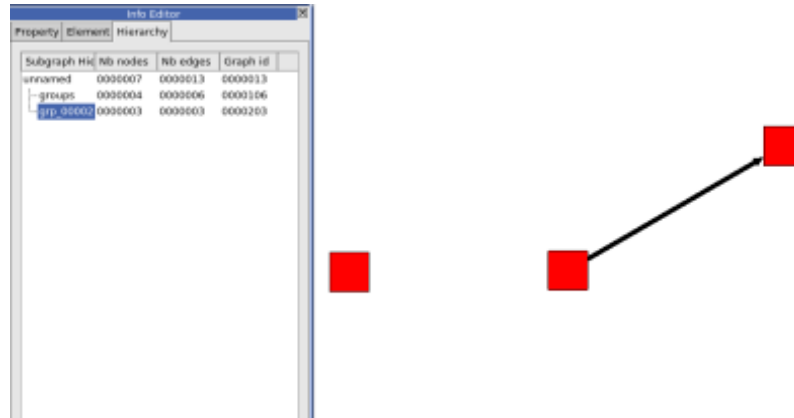 Info Editor
Property Element Hierarchy
Subgraph Hic Nb nodes Nb edges Graph id
unnamed 0000007 0000013 0000013
groups 0000004 0000006 0000106
grp_00002 0000003 0000003 0000203